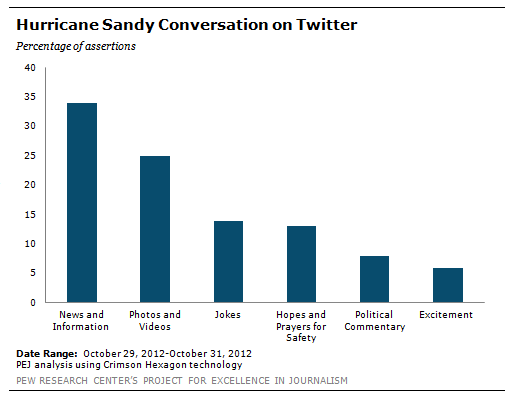 Hurricane Sandy Conversation on Twitter
Percentage of assertions
40
35
30
25
20
15
10
5
0
News and Information
Photos and Videos
Jokes
Hopes and Prayers for Safety
Political Commentary
Excitement
Date Range: October 29, 2012-October 31, 2012
PEJ analysis using Crimson Hexagon technology
PEW RESEARCH CENTER'S PROJECT FOR EXCELLENCE IN JOURNALISM